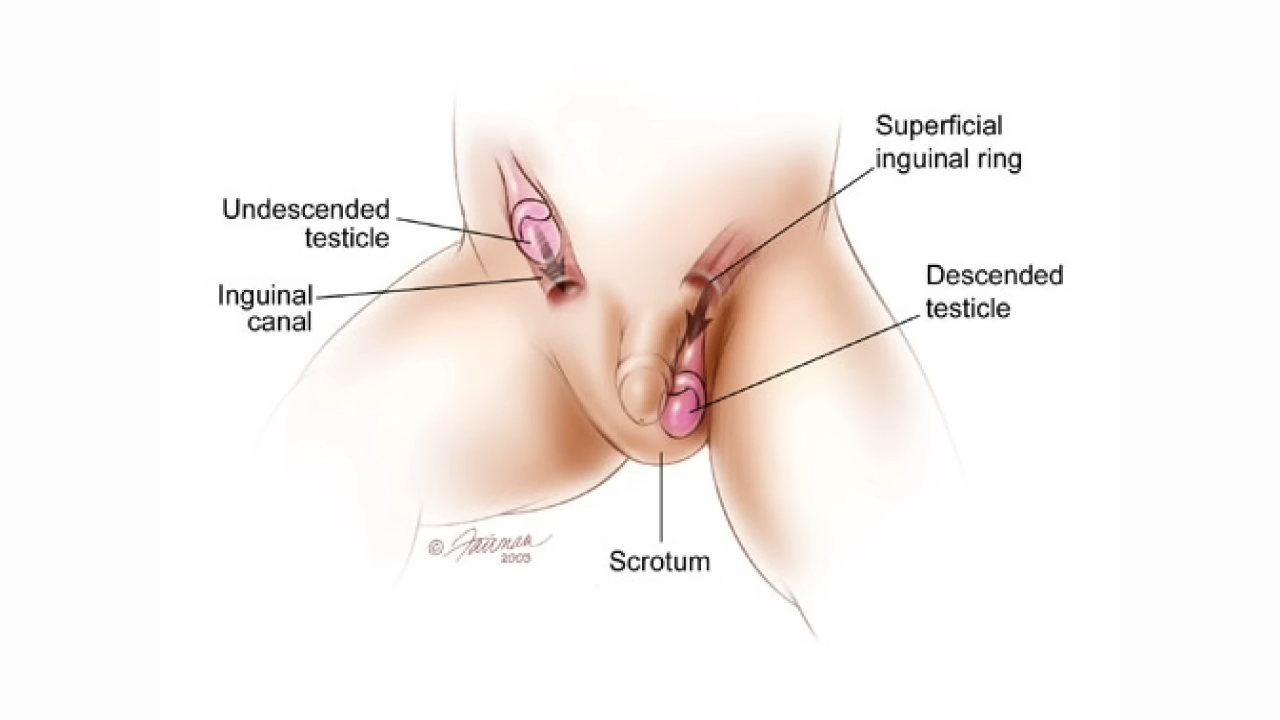 Superficial
inguinal ring
Undescended
testicle
Descended
testicle
Inguinal
canal
©
2003
Scrotum